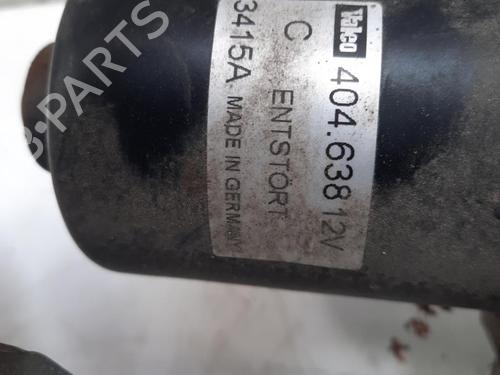 Valeo 404.638 12V
C ENTSTÖRT
3415A MADE IN GERMANY
B-PARTS